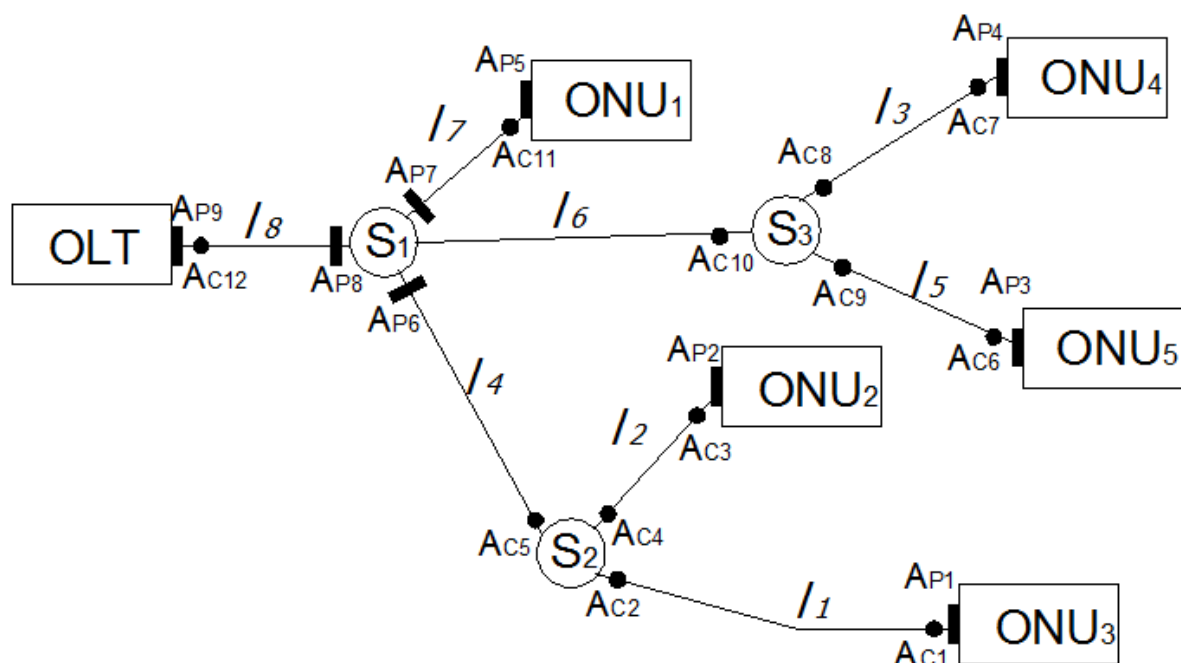 AP5
ONU1
AP4
ONU4
l7
AC11
l3
AC7
AC8
AP7
AP9
l8
OLT
AC12
AP8
S1
l6
AC10
S3
AC9
l5
AP3
AC6
ONU5
AP6
l4
AP2
ONU2
l2
AC3
AC5
S2
AC4
AC2
l1
AP1
AC1
ONU3